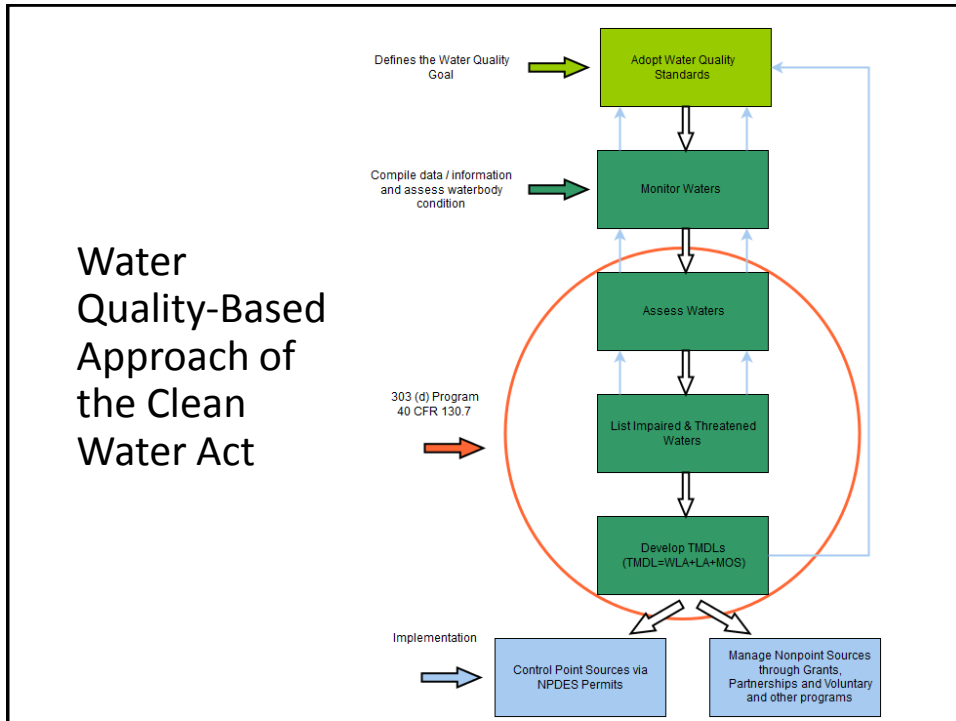 Water
Quality-Based
Approach of
the Clean
Water Act
Defines the Water Quality
Goal
Adopt Water Quality
Standards
Compile data / information
and assess waterbody
condition
Monitor Waters
Assess Waters
303 (d) Program
40 CFR 130.7
List Impaired & Threatened
Waters
Develop TMDLs
(TMDL=WLA+LA+MOS)
Implementation
Control Point Sources via
NPDES Permits
Manage Nonpoint Sources
through Grants,
Partnerships and Voluntary
and other programs